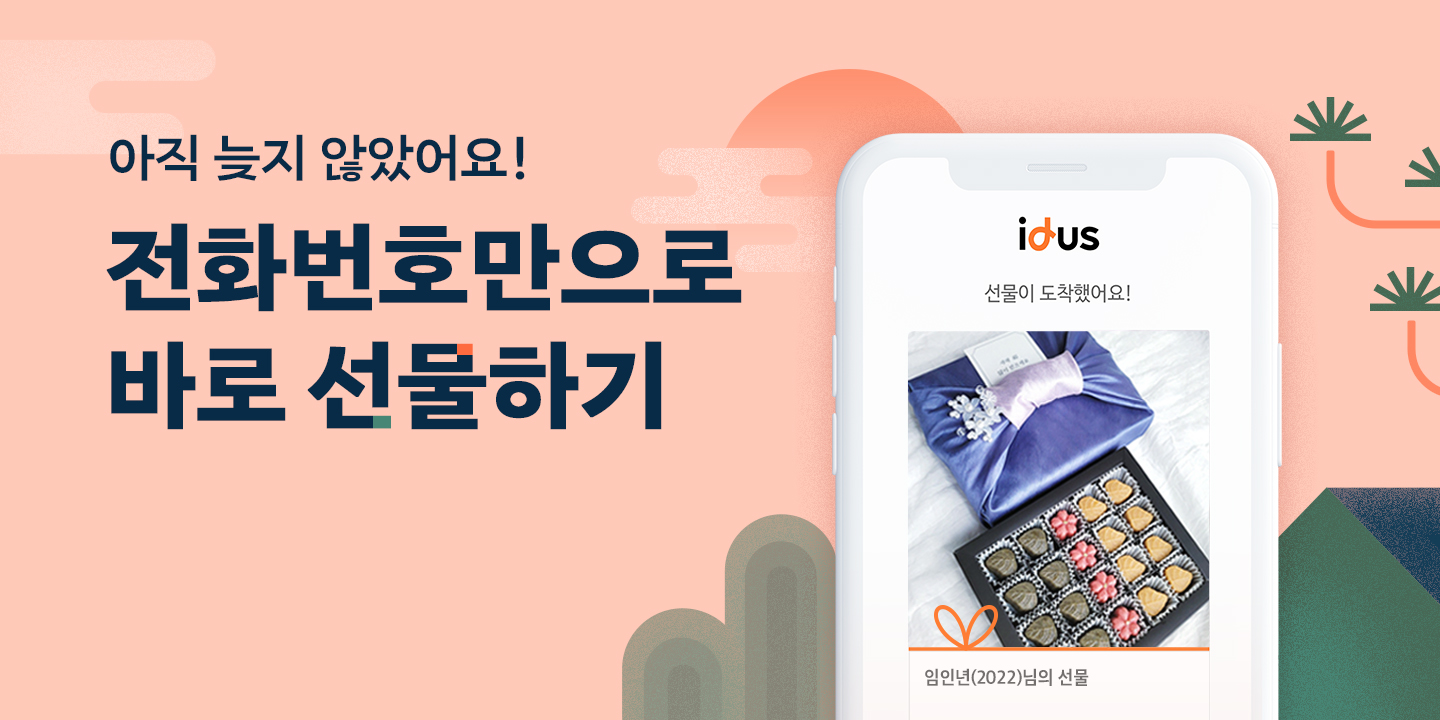 아직 늦지 않았어요!
전화번호만으로
바로 선물하기
idus
선물이 도착했어요!
임인년(2022)님의 선물